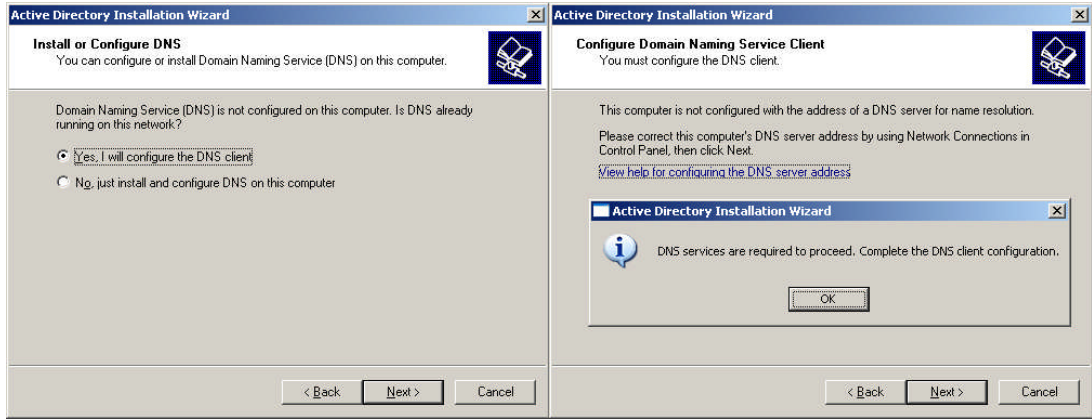 Active Directory Installation Wizard
Install or Configure DNS
You can configure or install Domain Naming Service (DNS) on this computer.
Domain Naming Service (DNS) is not configured on this computer. Is DNS already
running on this network?
Yes, I will configure the DNS client
No, just install and configure DNS on this computer
< Back
Next >
Cancel
Active Directory Installation Wizard
Configure Domain Naming Service Client
You must configure the DNS client.
This computer is not configured with the address of a DNS server for name resolution.
Please correct this computer's DNS server address by using Network Connections in
Control Panel, then click Next.
View help for configuring the DNS server address
Active Directory Installation Wizard
DNS services are required to proceed. Complete the DNS client configuration.
OK
< Back
Next >
Cancel